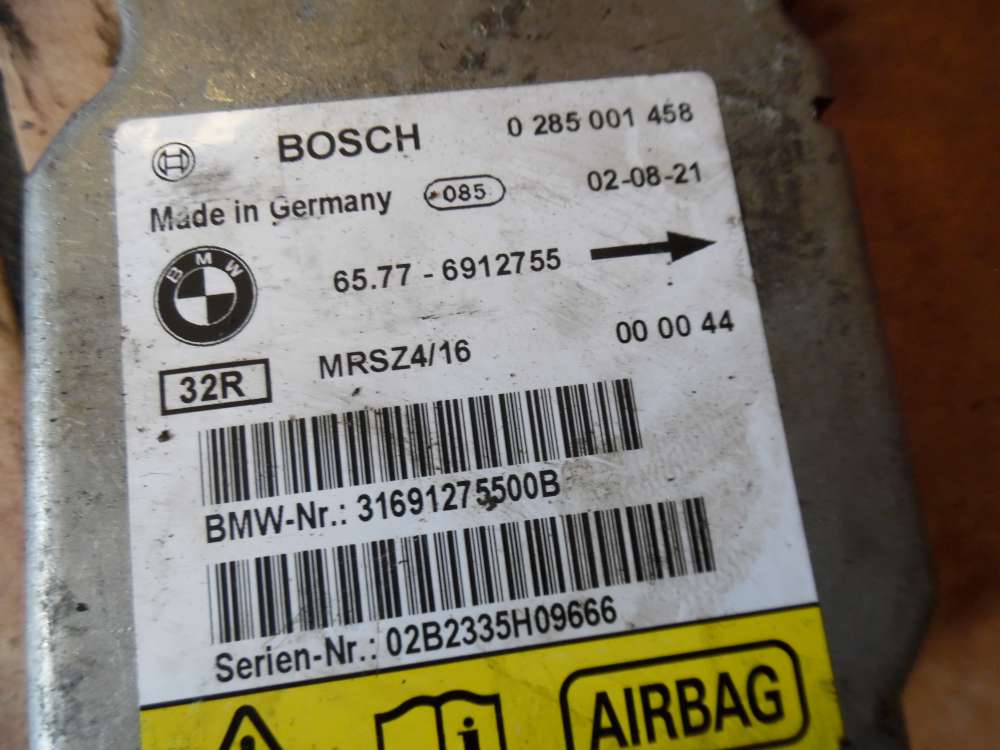 BOSCH 0 285 001 458
Made in Germany 085 02-08-21
BMW 65.77 - 6912755
32R MRSZ4/16 00 00 44
BMW-Nr.: 31691275500B
Serien-Nr.: 02B2335H09666
i AIRBAG